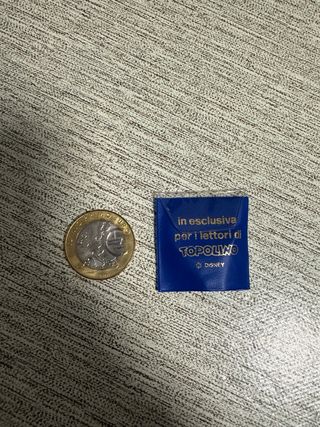 in esclusiva
per i lettori di
TOPOLINO
© DISNEY